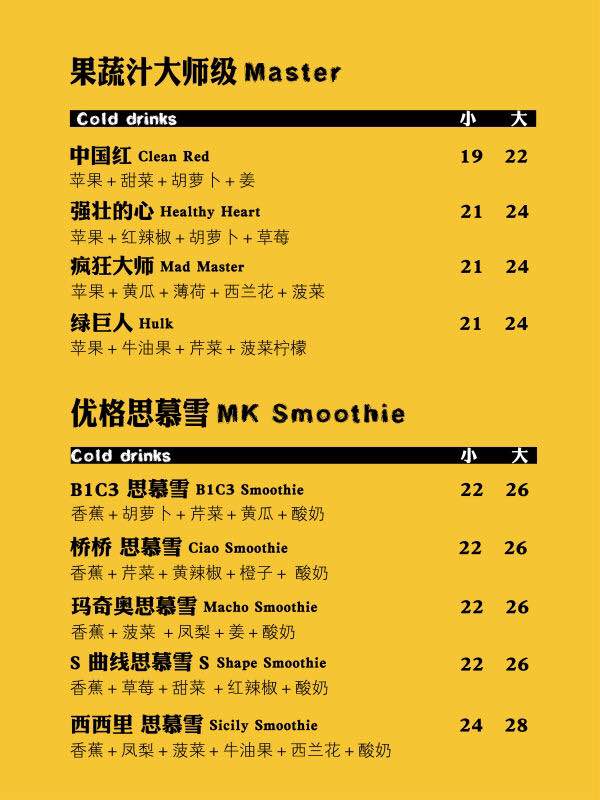 果蔬汁大师级 Master
Cold drinks 小 大
中国红 Clean Red 19 22
苹果+甜菜+胡萝卜+姜
强壮的心 Healthy Heart 21 24
苹果+红辣椒+胡萝卜+草莓
疯狂大师 Mad Master 21 24
苹果+黄瓜+薄荷+西兰花+菠菜
绿巨人 Hulk 21 24
苹果+牛油果+芹菜+菠菜柠檬
优格思慕雪 MK Smoothie
Cold drinks 小 大
B1C3 思慕雪 B1C3 Smoothie 22 26
香蕉+胡萝卜+芹菜+黄瓜+酸奶
桥桥 思慕雪 Ciao Smoothie 22 26
香蕉+芹菜+黄辣椒+橙子+ 酸奶
玛奇奥思慕雪 Macho Smoothie 22 26
香蕉+菠菜 +凤梨+姜+酸奶
S 曲线思慕雪 S Shape Smoothie 22 26
香蕉+草莓+甜菜 +红辣椒+酸奶
西西里 思慕雪 Sicily Smoothie 24 28
香蕉+凤梨+菠菜+牛油果+西兰花+酸奶